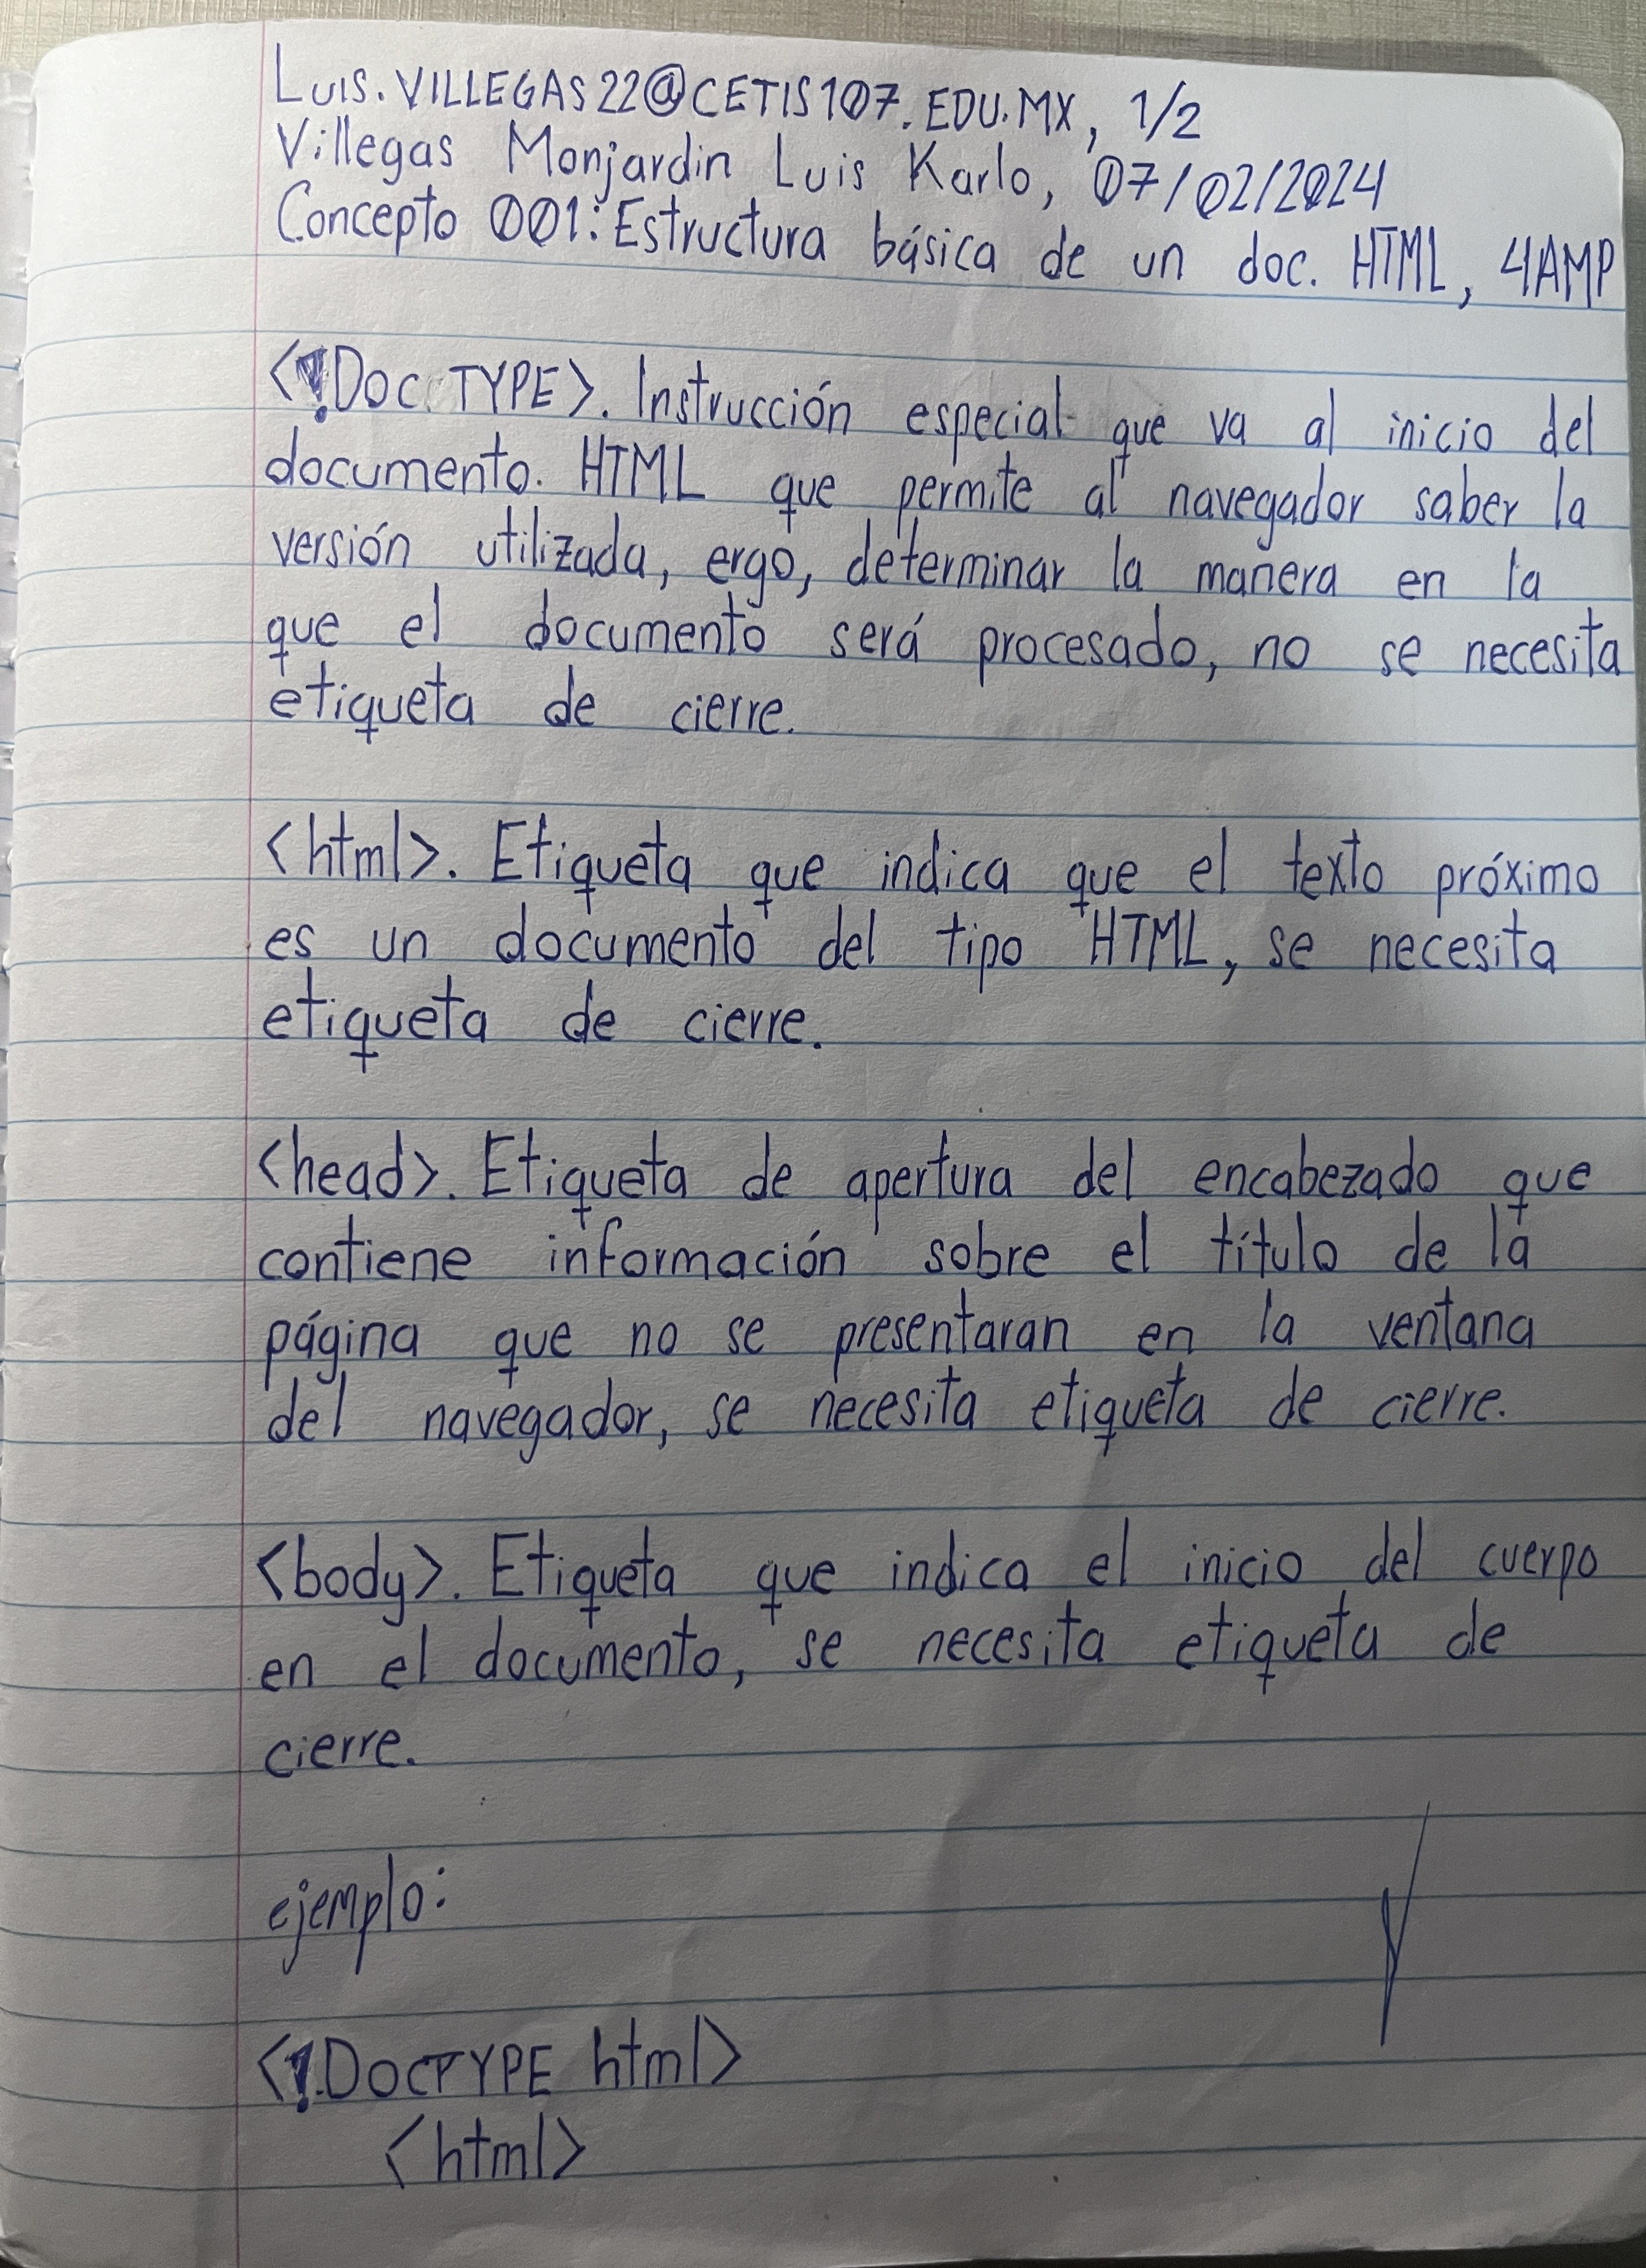 LUIS.VILLEGAS22@CETIS107.EDU.MX, 1/2
Villegas Monjardin Luis Karlo, 07/02/2024
Concepto 001: Estructura básica de un doc. HTML, 4AMP
<!DOCTYPE>. Instrucción especial que va al inicio del
documento. HTML que permite al navegador saber la
versión utilizada, ergo, determinar la manera en la
que el documento será procesado, no se necesita
etiqueta de cierre.
<html>. Etiqueta que indica que el texto próximo
es un documento del tipo HTML, se necesita
etiqueta de cierre.
<head>. Etiqueta de apertura del encabezado que
contiene información sobre el título de la
página que no se presentaran en la ventana
del navegador, se necesita etiqueta de cierre.
<body>. Etiqueta que indica el inicio del cuerpo
en el documento, se necesita etiqueta de
cierre.
ejemplo:
<!DOCTYPE html>
<html>